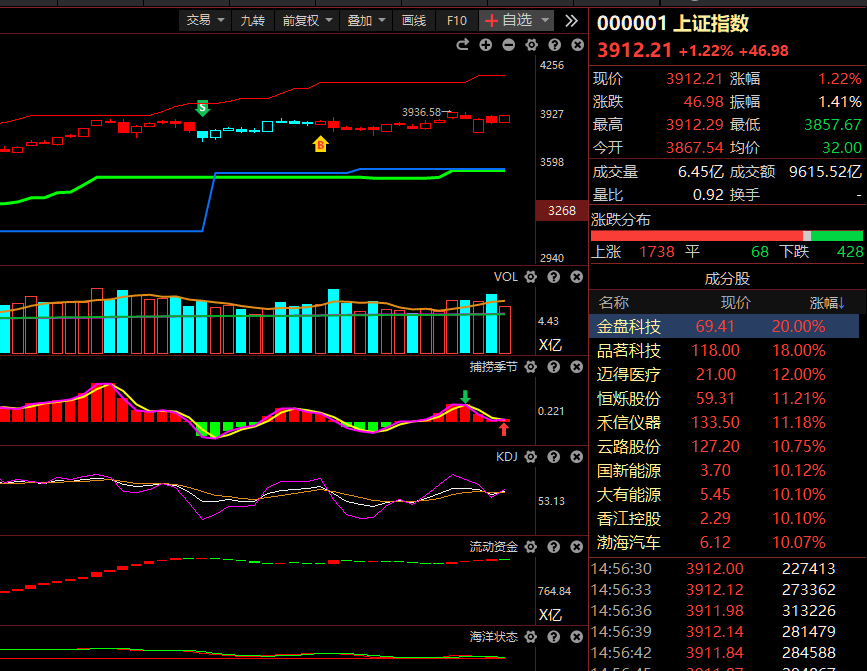 交易 九转 前复权 叠加 画线 F10 +自选
000001 上证指数
3912.21 +1.22% +46.98
4256
3936.58
3927
3598
3268
2940
S
B
现价 3912.21 涨幅 1.22%
涨跌 46.98 振幅 1.41%
最高 3912.29 最低 3857.67
今开 3867.54 均价 32.00
成交量 6.45亿 成交额 9615.52亿
量比 0.92 换手 -
涨跌分布
上涨 1738 平 68 下跌 428
VOL
4.43
X亿
捕捞季节
0.221
KDJ
53.13
流动资金
764.84
X亿
海洋状态
成分股
名称 现价 涨幅↓
金盘科技 69.41 20.00%
品茗科技 118.00 18.00%
迈得医疗 21.00 12.00%
恒烁股份 59.31 11.21%
禾信仪器 133.50 11.18%
云路股份 127.20 10.75%
国新能源 3.70 10.12%
大有能源 5.45 10.10%
香江控股 2.29 10.10%
渤海汽车 6.12 10.07%
14:56:30 3912.00 227413
14:56:33 3912.12 273362
14:56:36 3911.98 313226
14:56:39 3912.14 281479
14:56:42 3911.84 284588